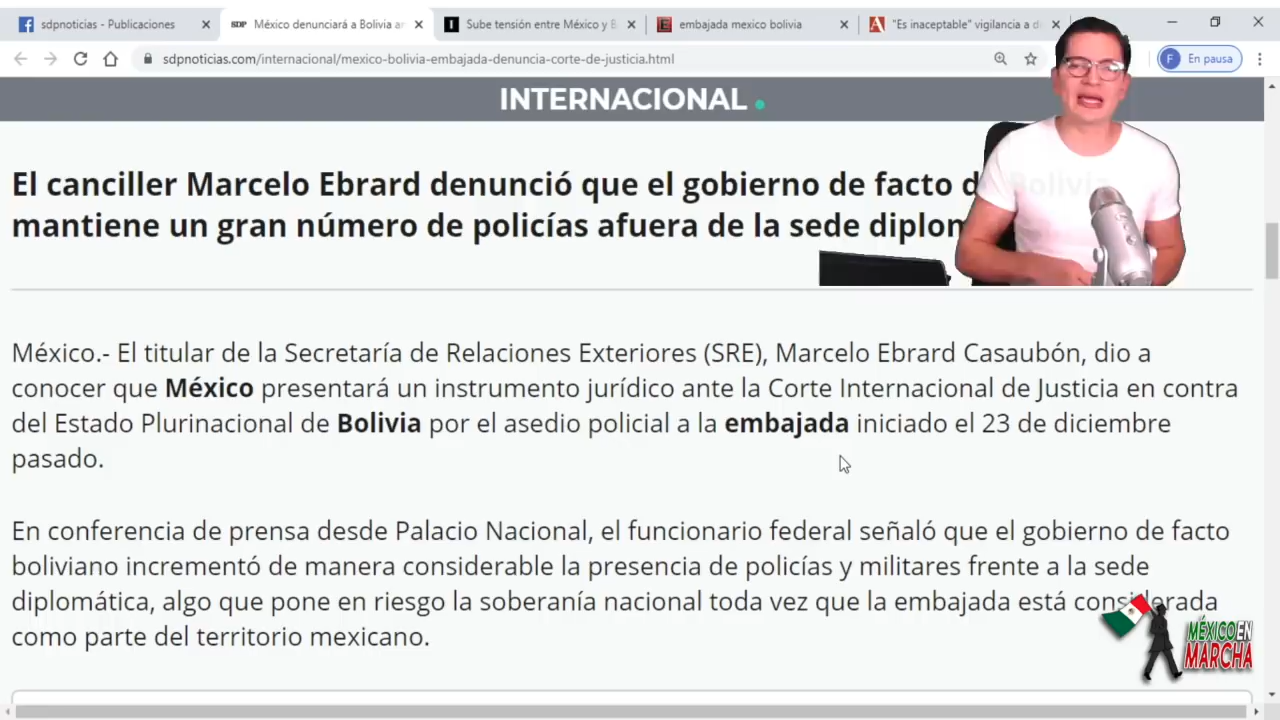 sdpnoticias - Publicaciones
México denunciará a Bolivia an
Sube tensión entre México y B
embajada mexico bolivia
"Es inaceptable" vigilancia a d
sdpnoticias.com/internacional/mexico-bolivia-embajada-denuncia-corte-de-justicia.html
F En pausa
INTERNACIONAL
El canciller Marcelo Ebrard denunció que el gobierno de facto d Bolivia
mantiene un gran número de policías afuera de la sede diplom
México.- El titular de la Secretaría de Relaciones Exteriores (SRE), Marcelo Ebrard Casaubón, dio a
conocer que México presentará un instrumento jurídico ante la Corte Internacional de Justicia en contra
del Estado Plurinacional de Bolivia por el asedio policial a la embajada iniciado el 23 de diciembre
pasado.
En conferencia de prensa desde Palacio Nacional, el funcionario federal señaló que el gobierno de facto
boliviano incrementó de manera considerable la presencia de policías y militares frente a la sede
diplomática, algo que pone en riesgo la soberanía nacional toda vez que la embajada está considerada
como parte del territorio mexicano.
MÉXICO EN
MARCHA